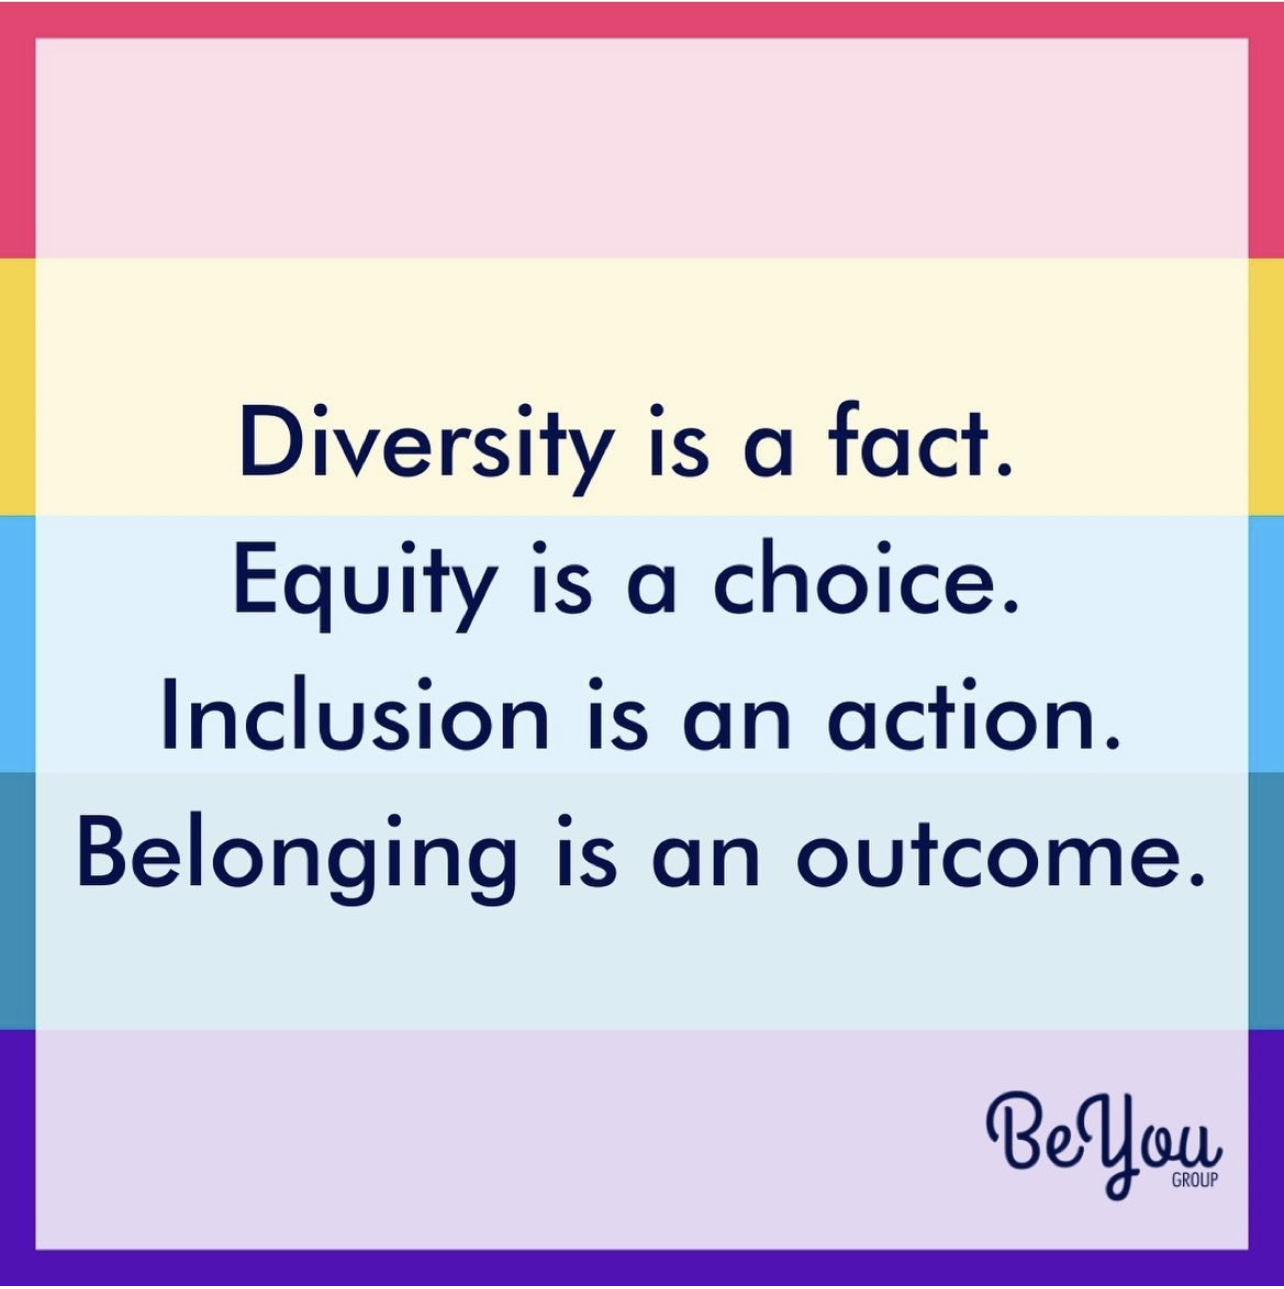 Diversity is a fact.
Equity is a choice.
Inclusion is an action.
Belonging is an outcome.
BeYou
GROUP